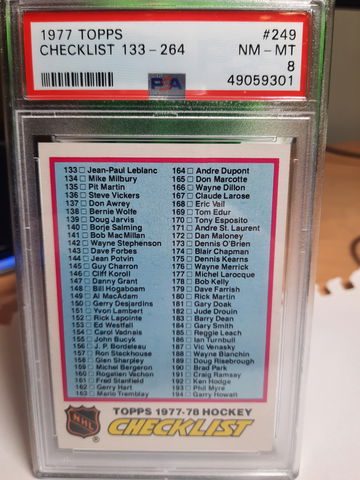 1977 TOPPS #249
CHECKLIST 133-264 NM-MT
8
PSA 49059301
133 Jean-Paul Leblanc
134 Mike Milbury
135 Pit Martin
136 Steve Vickers
137 Don Awrey
138 Bernie Wolfe
139 Doug Jarvis
140 Borje Salming
141 Bob MacMillan
142 Wayne Stephenson
143 Dave Forbes
144 Jean Potvin
145 Guy Charron
146 Cliff Koroll
147 Danny Grant
148 Bill Hogaboam
149 Al MacAdam
150 Gerry Desjardins
151 Yvon Lambert
152 Rick Lapointe
153 Ed Westfall
154 Carol Vadnais
155 John Bucyk
156 J. P. Bordeleau
157 Ron Stackhouse
158 Glen Sharpley
159 Michel Bergeron
160 Rogatien Vachon
161 Fred Stanfield
162 Gerry Hart
163 Mario Tremblay
164 Andre Dupont
165 Don Marcotte
166 Wayne Dillon
167 Claude Larose
168 Eric Vail
169 Tom Edur
170 Tony Esposito
171 Andre St. Laurent
172 Dan Maloney
173 Dennis O'Brien
174 Blair Chapman
175 Dennis Kearns
176 Wayne Merrick
177 Michel Larocque
178 Bob Kelly
179 Dave Farrish
180 Rick Martin
181 Gary Doak
182 Jude Drouin
183 Barry Dean
184 Gary Smith
185 Reggie Leach
186 Ian Turnbull
187 Vic Venasky
188 Wayne Bianchin
189 Doug Risebrough
190 Brad Park
191 Craig Ramsay
192 Ken Hodge
193 Phil Myre
194 Garry Howatt
NHL
®
TOPPS 1977-78 HOCKEY
CHECKLIST